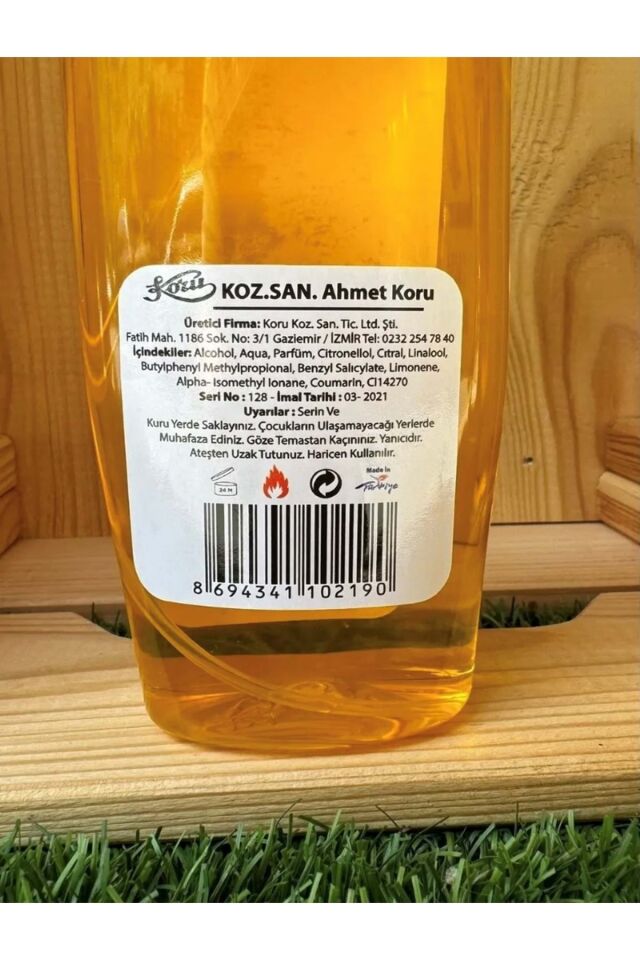 Koru KOZ.SAN. Ahmet Koru
Üretici Firma: Koru Koz. San. Tic. Ltd. Şti.
Fatih Mah. 1186 Sok. No: 3/1 Gaziemir / İZMİR Tel: 0232 254 78 40
İçindekiler: Alcohol, Aqua, Parfüm, Citronellol, Cıtral, Linalool,
Butylphenyl Methylpropional, Benzyl Salıcylate, Limonene,
Alpha- Isomethyl Ionane, Coumarin, CI14270
Seri No : 128 - İmal Tarihi : 03- 2021
Uyarılar : Serin Ve
Kuru Yerde Saklayınız. Çocukların Ulaşamayacağı Yerlerde
Muhafaza Ediniz. Göze Temastan Kaçınınız. Yanıcıdır.
Ateşten Uzak Tutunuz. Haricen Kullanılır.
24 M
Made in
Türkiye
8 694341 102190